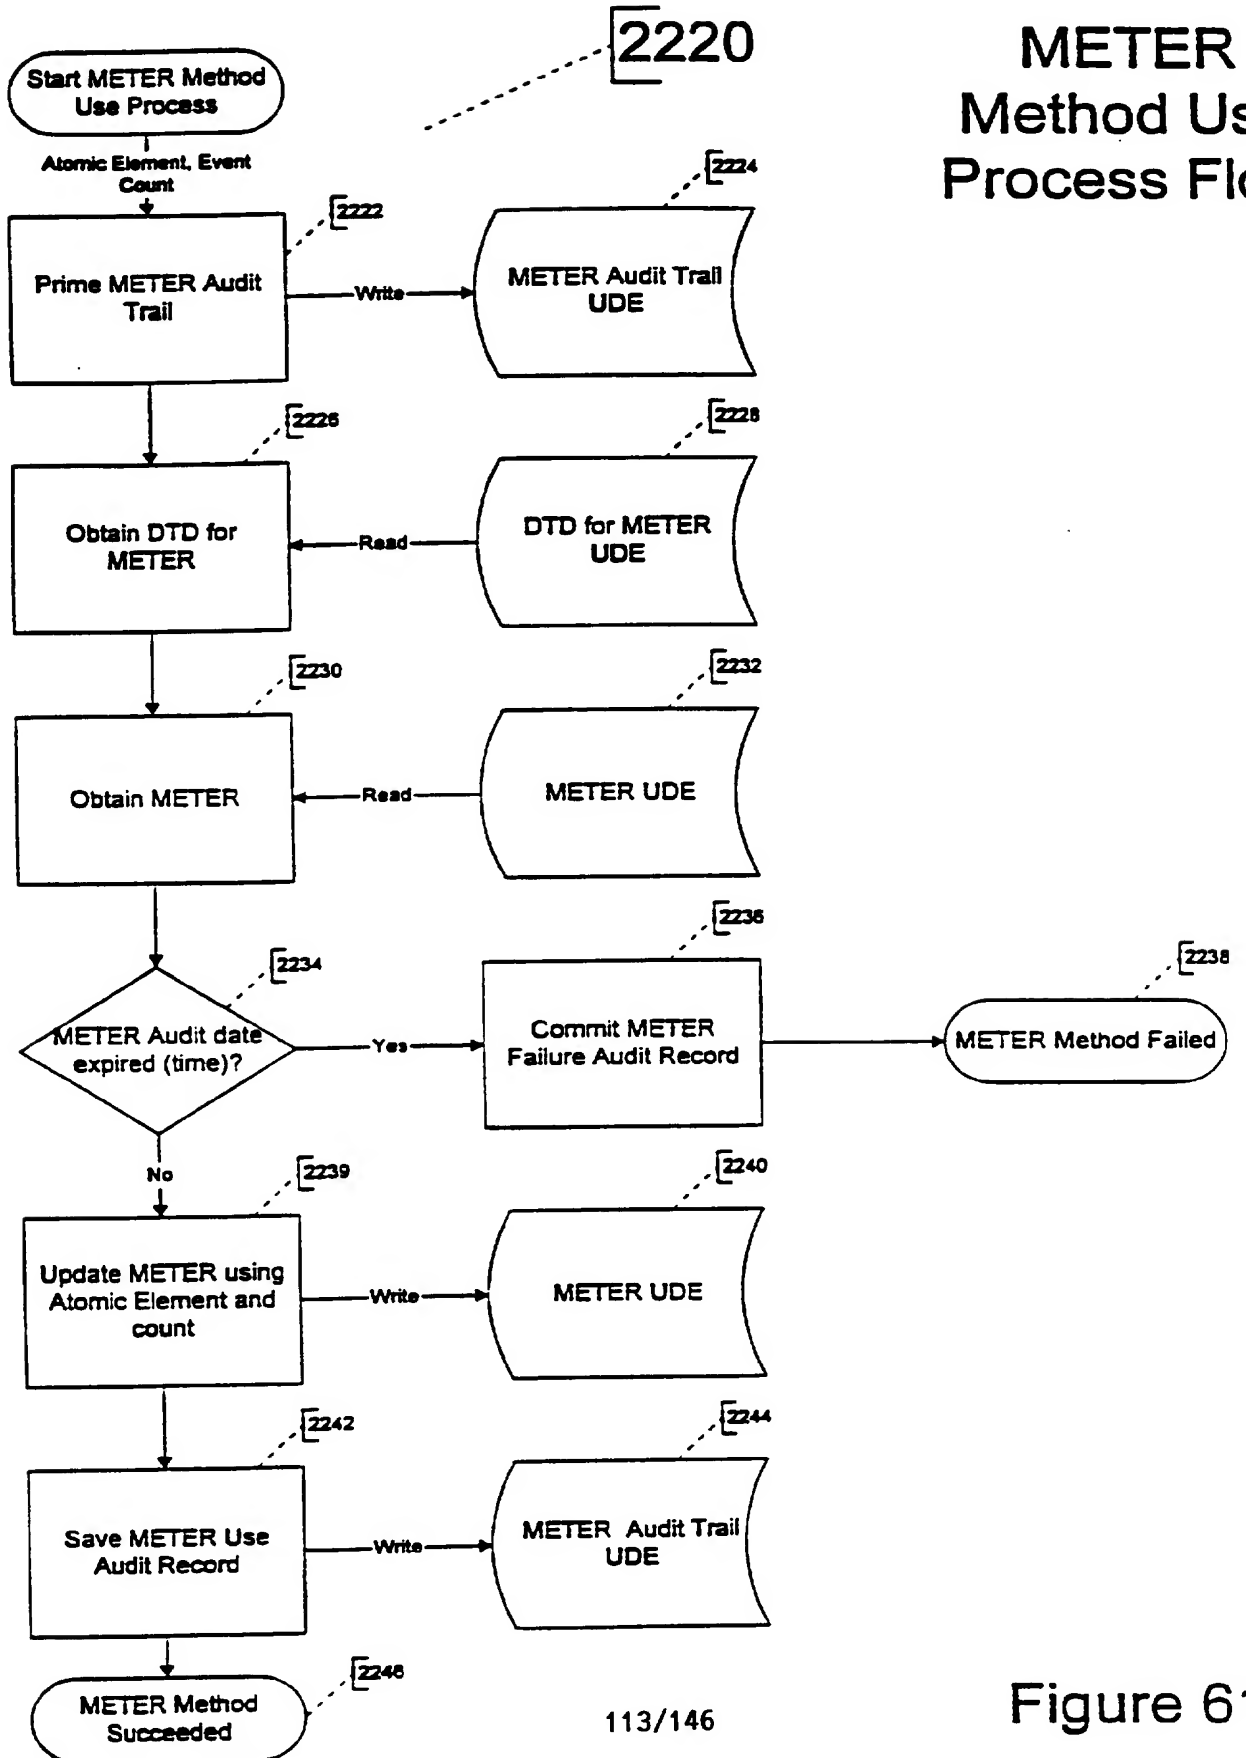 2220
METER
Method Us
Process Flo
Start METER Method
Use Process
Atomic Element, Event
Count
2222
2224
Prime METER Audit
Trail
Write
METER Audit Trail
UDE
2226
2228
Obtain DTD for
METER
Read
DTD for METER
UDE
2230
2232
Obtain METER
Read
METER UDE
2234
2236
2238
METER Audit date
expired (time)?
Yes
Commit METER
Failure Audit Record
METER Method Failed
No
2239
2240
Update METER using
Atomic Element and
count
Write
METER UDE
2242
2244
Save METER Use
Audit Record
Write
METER Audit Trail
UDE
2246
METER Method
Succeeded
113/146
Figure 61